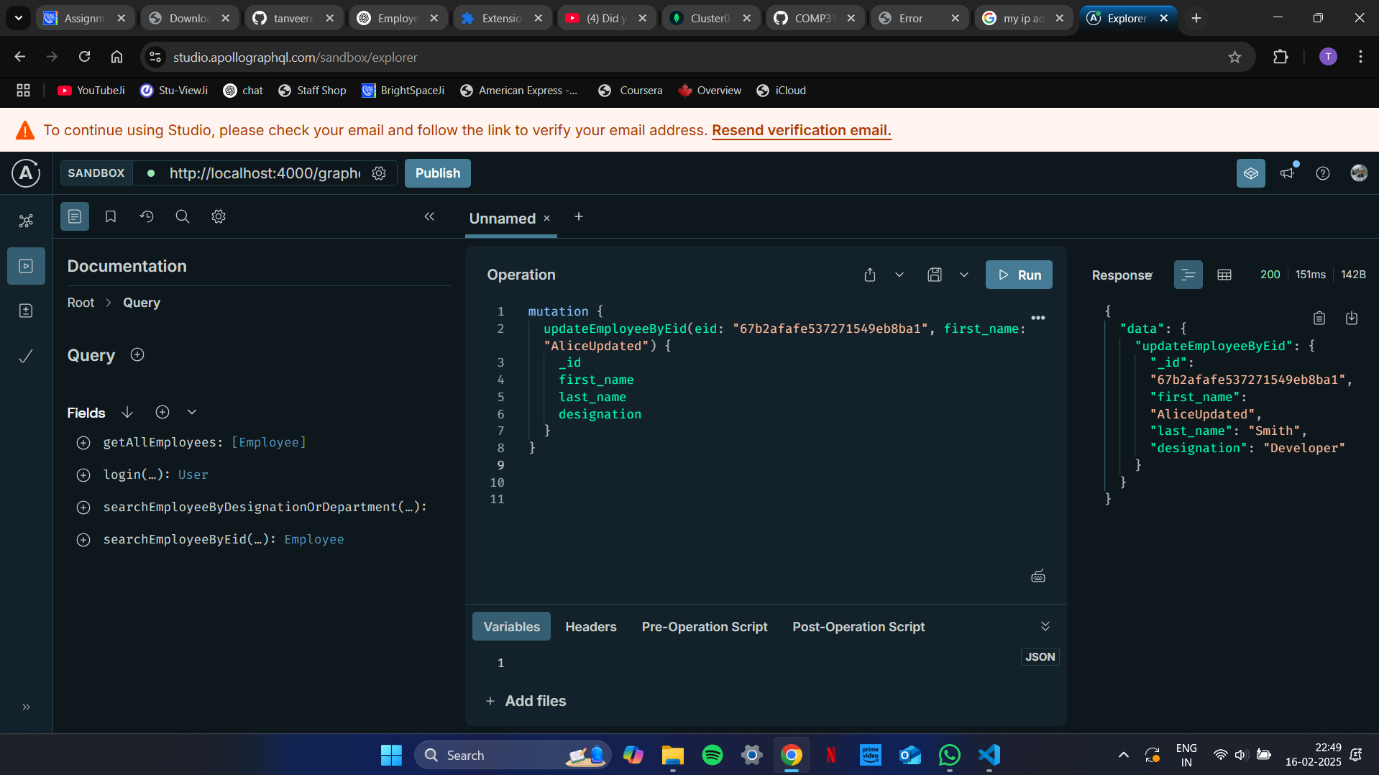 Assignm
Downloa
tanveerc
Employe
Extensio
(4) Did y
Cluster0
COMP31
Error
my ip ad
Explorer
studio.apollographql.com/sandbox/explorer
T
YouTubeJi
Stu-ViewJi
chat
Staff Shop
BrightSpaceJi
American Express -...
Coursera
Overview
iCloud
To continue using Studio, please check your email and follow the link to verify your email address. Resend verification email.
SANDBOX
http://localhost:4000/graph
Publish
Unnamed
Documentation
Root > Query
Query
Fields
getAllEmployees: [Employee]
login(…): User
searchEmployeeByDesignationOrDepartment(…):
searchEmployeeByEid(…): Employee
Operation
Run
1 mutation {
2 updateEmployeeByEid(eid: "67b2afafe537271549eb8ba1", first_name:
"AliceUpdated") {
3 _id
4 first_name
5 last_name
6 designation
7 }
8 }
9
10
11
Variables
Headers
Pre-Operation Script
Post-Operation Script
1
JSON
+ Add files
Response
200
151ms
142B
{
"data": {
"updateEmployeeByEid": {
"_id":
"67b2afafe537271549eb8ba1",
"first_name":
"AliceUpdated",
"last_name": "Smith",
"designation": "Developer"
}
}
}
Search
prime video
ENG
IN
22:49
16-02-2025